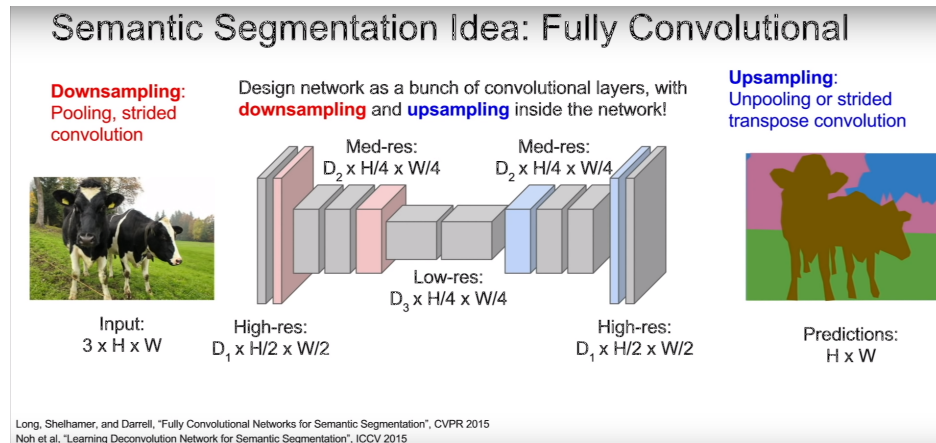 Semantic Segmentation Idea: Fully Convolutional
Downsampling:
Pooling, strided
convolution
Design network as a bunch of convolutional layers, with
downsampling and upsampling inside the network!
Upsampling:
Unpooling or strided
transpose convolution
Med-res:
D₂ x H/4 x W/4
Med-res:
D₂ x H/4 x W/4
Low-res:
D₃ x H/4 x W/4
Input:
3 x H x W
High-res:
D₁ x H/2 x W/2
High-res:
D₁ x H/2 x W/2
Predictions:
H x W
Long, Shelhamer, and Darrell, “Fully Convolutional Networks for Semantic Segmentation”, CVPR 2015
Noh et al, “Learning Deconvolution Network for Semantic Segmentation”, ICCV 2015